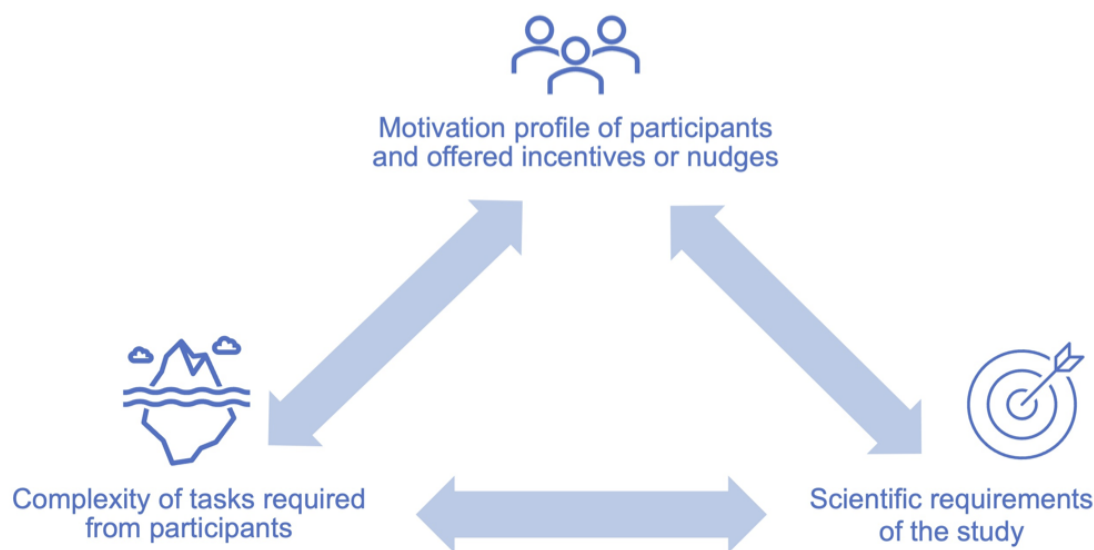 Motivation profile of participants
and offered incentives or nudges
Complexity of tasks required
from participants
Scientific requirements
of the study